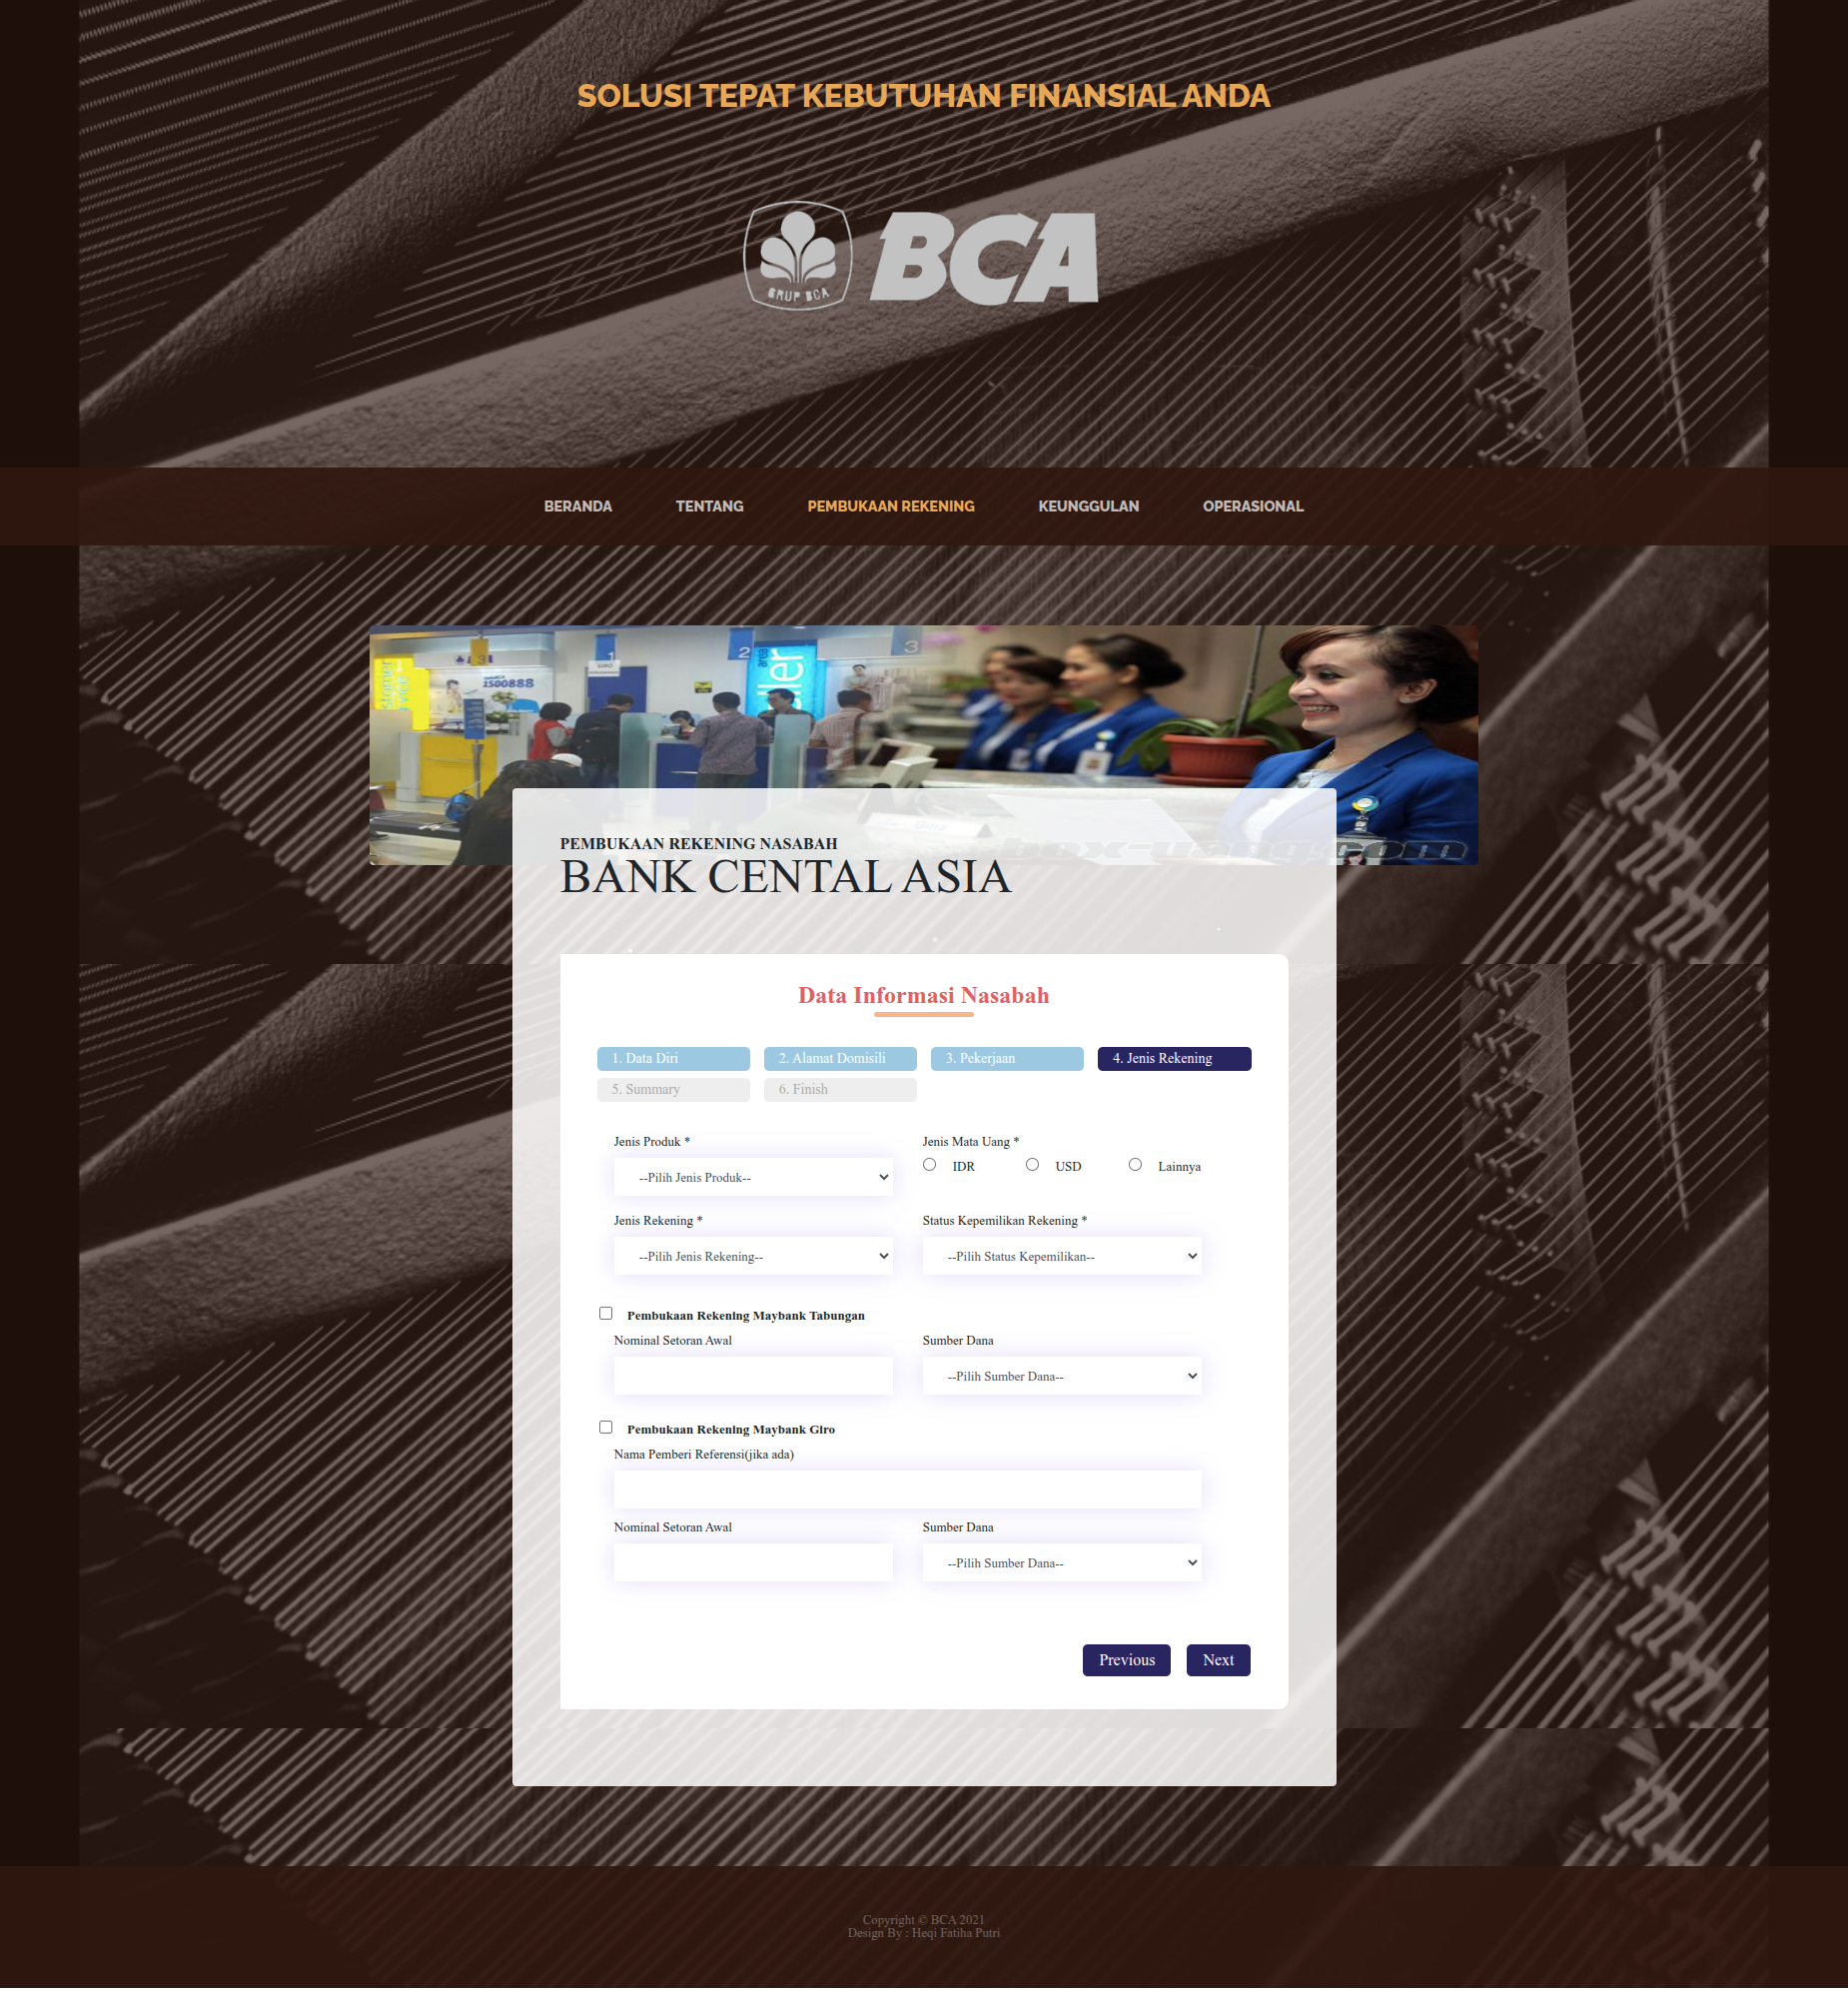 SOLUSI TEPAT KEBUTUHAN FINANSIAL ANDA
GRUP BCA
BCA
BERANDA TENTANG PEMBUKAAN REKENING KEUNGGULAN OPERASIONAL
3 1 2 3
1500888
PEMBUKAAN REKENING NASABAH
BANK CENTAL ASIA
Data Informasi Nasabah
1. Data Diri 2. Alamat Domisili 3. Pekerjaan 4. Jenis Rekening
5. Summary 6. Finish
Jenis Produk * Jenis Mata Uang *
--Pilih Jenis Produk-- IDR USD Lainnya
Jenis Rekening * Status Kepemilikan Rekening *
--Pilih Jenis Rekening-- --Pilih Status Kepemilikan--
Pembukaan Rekening Maybank Tabungan
Nominal Setoran Awal Sumber Dana
--Pilih Sumber Dana--
Pembukaan Rekening Maybank Giro
Nama Pemberi Referensi(jika ada)
Nominal Setoran Awal Sumber Dana
--Pilih Sumber Dana--
Previous Next
Copyright © BCA 2021
Design By : Heqi Fatiha Putri